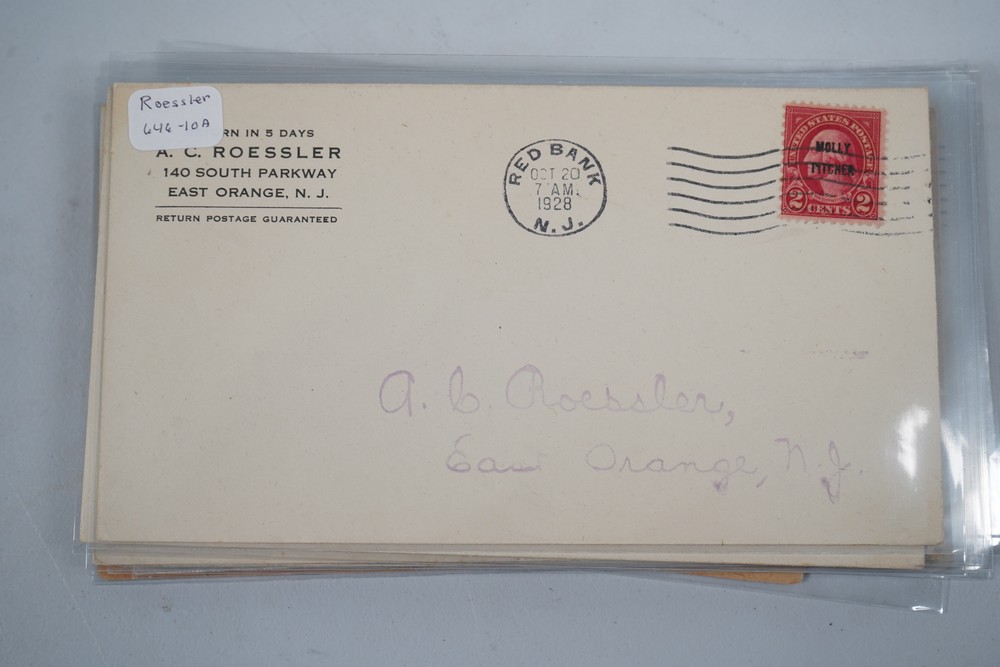 Roessler
646-10A
RN IN 5 DAYS
A. C. ROESSLER
140 SOUTH PARKWAY
EAST ORANGE, N. J.
RETURN POSTAGE GUARANTEED
RED BANK
OCT 20
7 AM
1928
N.J.
UNITED STATES POSTAGE
MOLLY
PITCHER
2 CENTS 2
A. C. Roessler,
East Orange, N.J.